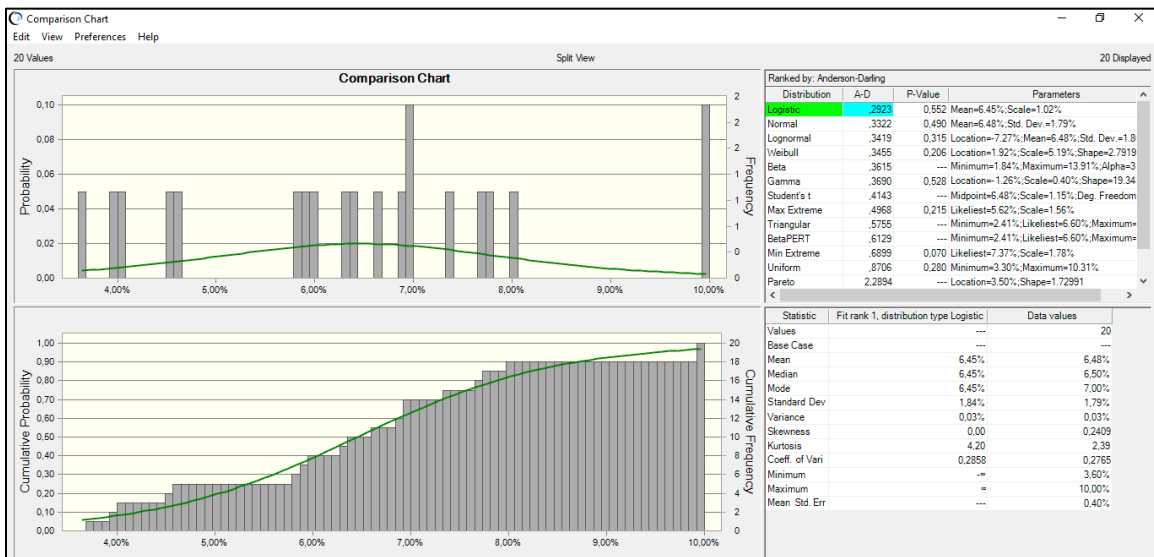 Comparison Chart
Edit View Preferences Help
20 Values Split View 20 Displayed
Comparison Chart
0,10
0,08
0,06
0,04
0,02
0,00
Probability
2
2
2
1
1
1
0
0
Frequency
4,00% 5,00% 6,00% 7,00% 8,00% 9,00% 10,00%
Ranked by: Anderson-Darling
Distribution A-D P-Value Parameters
Logistic ,2923 0,552 Mean=6.45%;Scale=1.02%
Normal ,3322 0,490 Mean=6.48%;Std. Dev.=1.79%
Lognormal ,3419 0,315 Location=-7.27%;Mean=6.48%;Std. Dev.=1.8
Weibull ,3455 0,206 Location=1.92%;Scale=5.19%;Shape=2.7919
Beta ,3615 --- Minimum=1.84%;Maximum=13.91%;Alpha=3
Gamma ,3690 0,528 Location=-1.26%;Scale=0.40%;Shape=19.34
Student's t ,4143 --- Midpoint=6.48%;Scale=1.15%;Deg. Freedom
Max Extreme ,4968 0,215 Likeliest=5.62%;Scale=1.56%
Triangular ,5755 --- Minimum=2.41%;Likeliest=6.60%;Maximum=
BetaPERT ,6129 --- Minimum=2.41%;Likeliest=6.60%;Maximum=
Min Extreme ,6899 0,070 Likeliest=7.37%;Scale=1.78%
Uniform ,8706 0,280 Minimum=3.30%;Maximum=10.31%
Pareto 2,2894 --- Location=3.50%;Shape=1.72991
1,00
0,90
0,80
0,70
0,60
0,50
0,40
0,30
0,20
0,10
0,00
Cumulative Probability
20
18
16
14
12
10
8
6
4
2
0
Cumulative Frequency
4,00% 5,00% 6,00% 7,00% 8,00% 9,00% 10,00%
Statistic Fit rank 1, distribution type Logistic Data values
Values --- 20
Base Case --- ---
Mean 6,45% 6,48%
Median 6,45% 6,50%
Mode 6,45% 7,00%
Standard Dev 1,84% 1,79%
Variance 0,03% 0,03%
Skewness 0,00 0,2409
Kurtosis 4,20 2,39
Coeff. of Vari 0,2858 0,2765
Minimum 3,60%
Maximum 10,00%
Mean Std. Err --- 0,40%